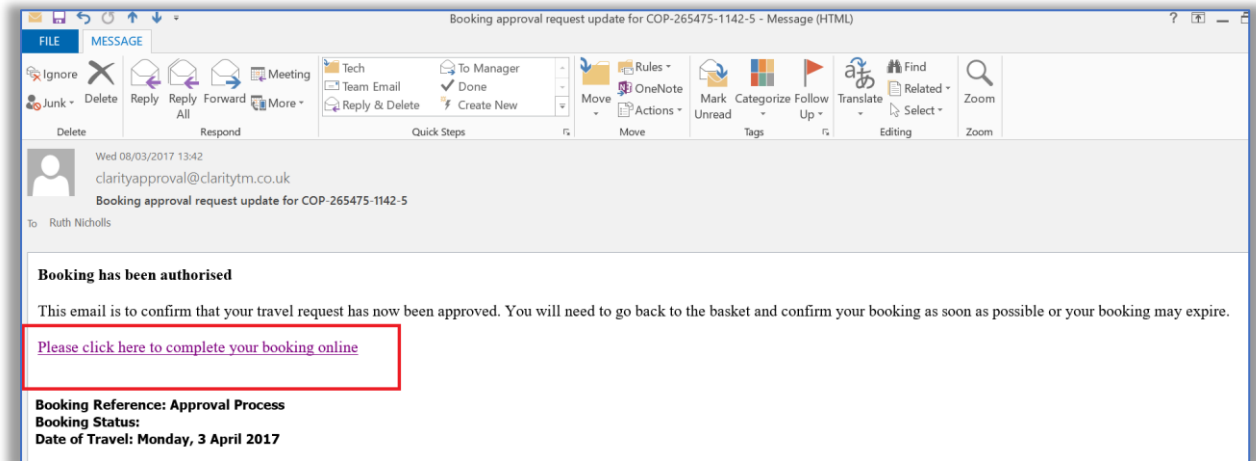 Booking approval request update for COP-265475-1142-5 - Message (HTML)
?
FILE MESSAGE
Ignore
Junk
Delete
Reply
Reply All
Forward
Meeting
More
Tech
Team Email
Reply & Delete
To Manager
Done
Create New
Move
Rules
OneNote
Actions
Mark Unread
Categorize
Follow Up
Translate
Find
Related
Select
Zoom
Delete
Respond
Quick Steps
Move
Tags
Editing
Zoom
Wed 08/03/2017 13:42
clarityapproval@claritytm.co.uk
Booking approval request update for COP-265475-1142-5
To Ruth Nicholls
Booking has been authorised
This email is to confirm that your travel request has now been approved. You will need to go back to the basket and confirm your booking as soon as possible or your booking may expire.
Please click here to complete your booking online
Booking Reference: Approval Process
Booking Status:
Date of Travel: Monday, 3 April 2017